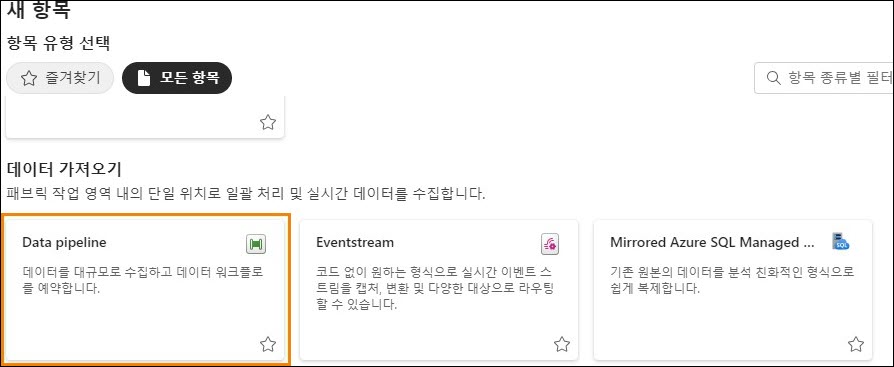 새 항목
항목 유형 선택
즐겨찾기
모든 항목
항목 종류별 필터
데이터 가져오기
패브릭 작업 영역 내의 단일 위치로 일괄 처리 및 실시간 데이터를 수집합니다.
Data pipeline
데이터를 대규모로 수집하고 데이터 워크플로
를 예약합니다.
Eventstream
코드 없이 원하는 형식으로 실시간 이벤트 스
트림을 캡처, 변환 및 다양한 대상으로 라우팅
할 수 있습니다.
Mirrored Azure SQL Managed ...
SQL
기존 원본의 데이터를 분석 친화적인 형식으로
쉽게 복제합니다.